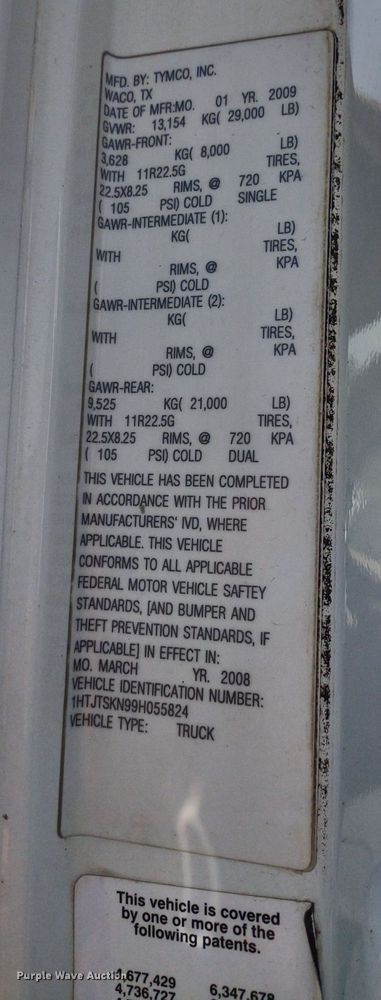 MFD. BY: TYMCO, INC.
WACO, TX
DATE OF MFR:MO. 01 YR. 2009
GVWR: 13,154 KG( 29,000 LB)
GAWR-FRONT:
3,628 KG( 8,000 LB)
WITH 11R22.5G TIRES,
22.5X8.25 RIMS, @ 720 KPA
( 105 PSI) COLD SINGLE
GAWR-INTERMEDIATE (1):
KG( LB)
WITH TIRES,
RIMS, @ KPA
( PSI) COLD
GAWR-INTERMEDIATE (2):
KG( LB)
WITH TIRES,
RIMS, @ KPA
( PSI) COLD
GAWR-REAR:
9,525 KG( 21,000 LB)
WITH 11R22.5G TIRES,
22.5X8.25 RIMS, @ 720 KPA
( 105 PSI) COLD DUAL
THIS VEHICLE HAS BEEN COMPLETED
IN ACCORDANCE WITH THE PRIOR
MANUFACTURERS' IVD, WHERE
APPLICABLE. THIS VEHICLE
CONFORMS TO ALL APPLICABLE
FEDERAL MOTOR VEHICLE SAFTEY
STANDARDS, [AND BUMPER AND
THEFT PREVENTION STANDARDS, IF
APPLICABLE] IN EFFECT IN:
MO. MARCH YR. 2008
VEHICLE IDENTIFICATION NUMBER:
1HTJTSKN99H055824
VEHICLE TYPE: TRUCK
This vehicle is covered
by one or more of the
following patents.
,677,429 6,347,678
4,736,727
Purple Wave Auction